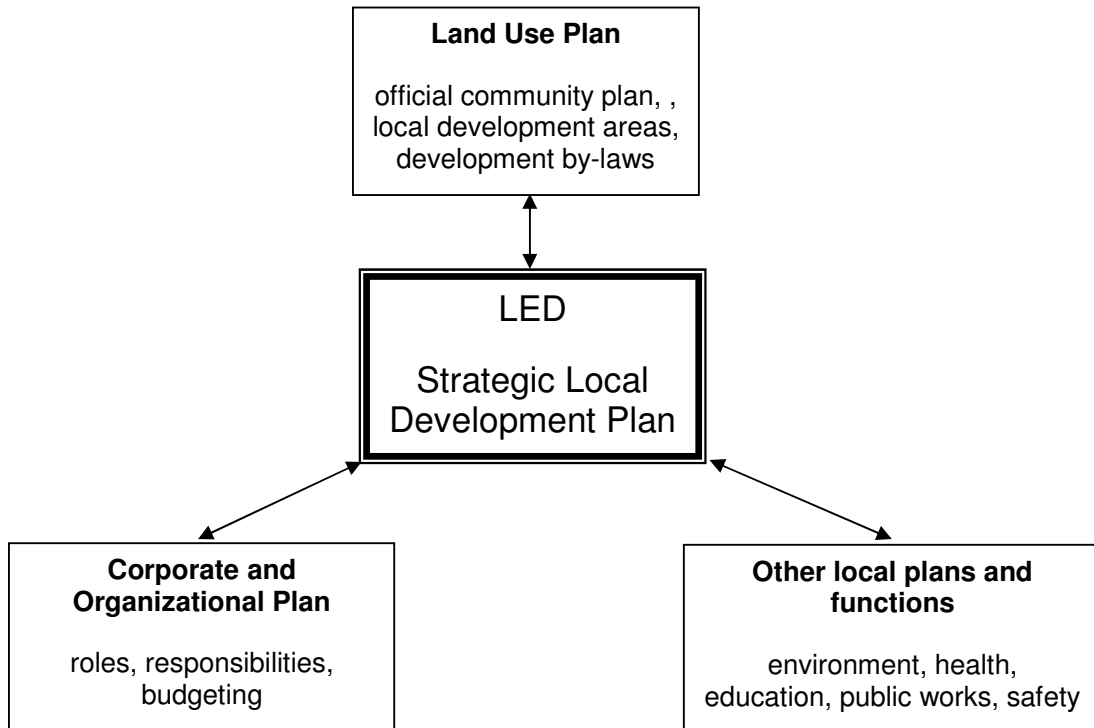 Land Use Plan
official community plan, ,
local development areas,
development by-laws
LED
Strategic Local
Development Plan
Corporate and
Organizational Plan
roles, responsibilities,
budgeting
Other local plans and
functions
environment, health,
education, public works, safety